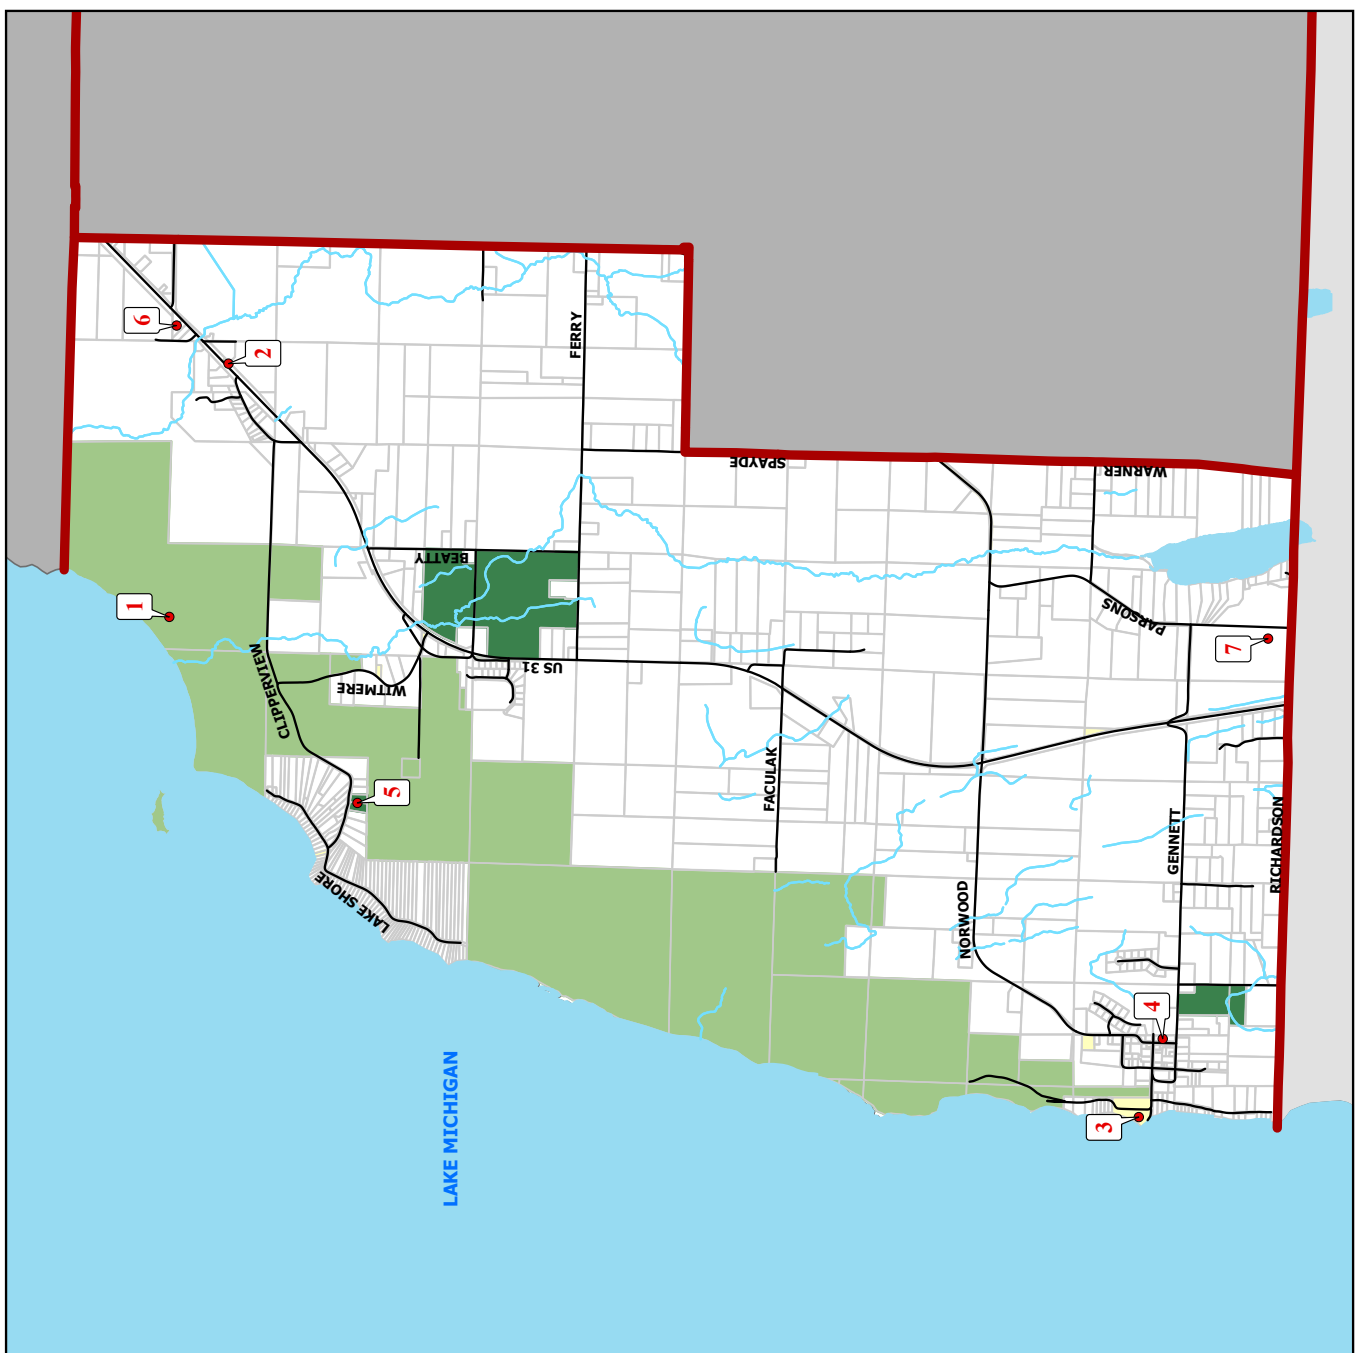 6
2
FERRY
SPAYDE
WARNER
BEATTY
1
PARSONS
7
CLIPPERVIEW
WITMERE
US 31
5
FACULAK
GENNETT
RICHARDSON
LAKE SHORE
NORWOOD
4
LAKE MICHIGAN
3